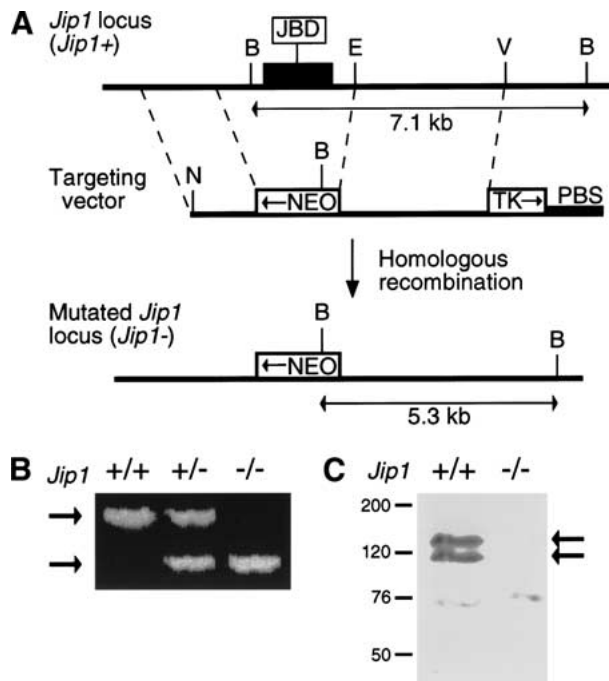 A
Jip1 locus
(Jip1+)
B
JBD
E
V
B
7.1 kb
Targeting
vector
N
B
←NEO
TK→
PBS
Homologous
recombination
Mutated Jip1
locus (Jip1-)
B
B
←NEO
5.3 kb
B
Jip1 +/+ +/- -/-
C
Jip1 +/+ -/-
200
120
76
50